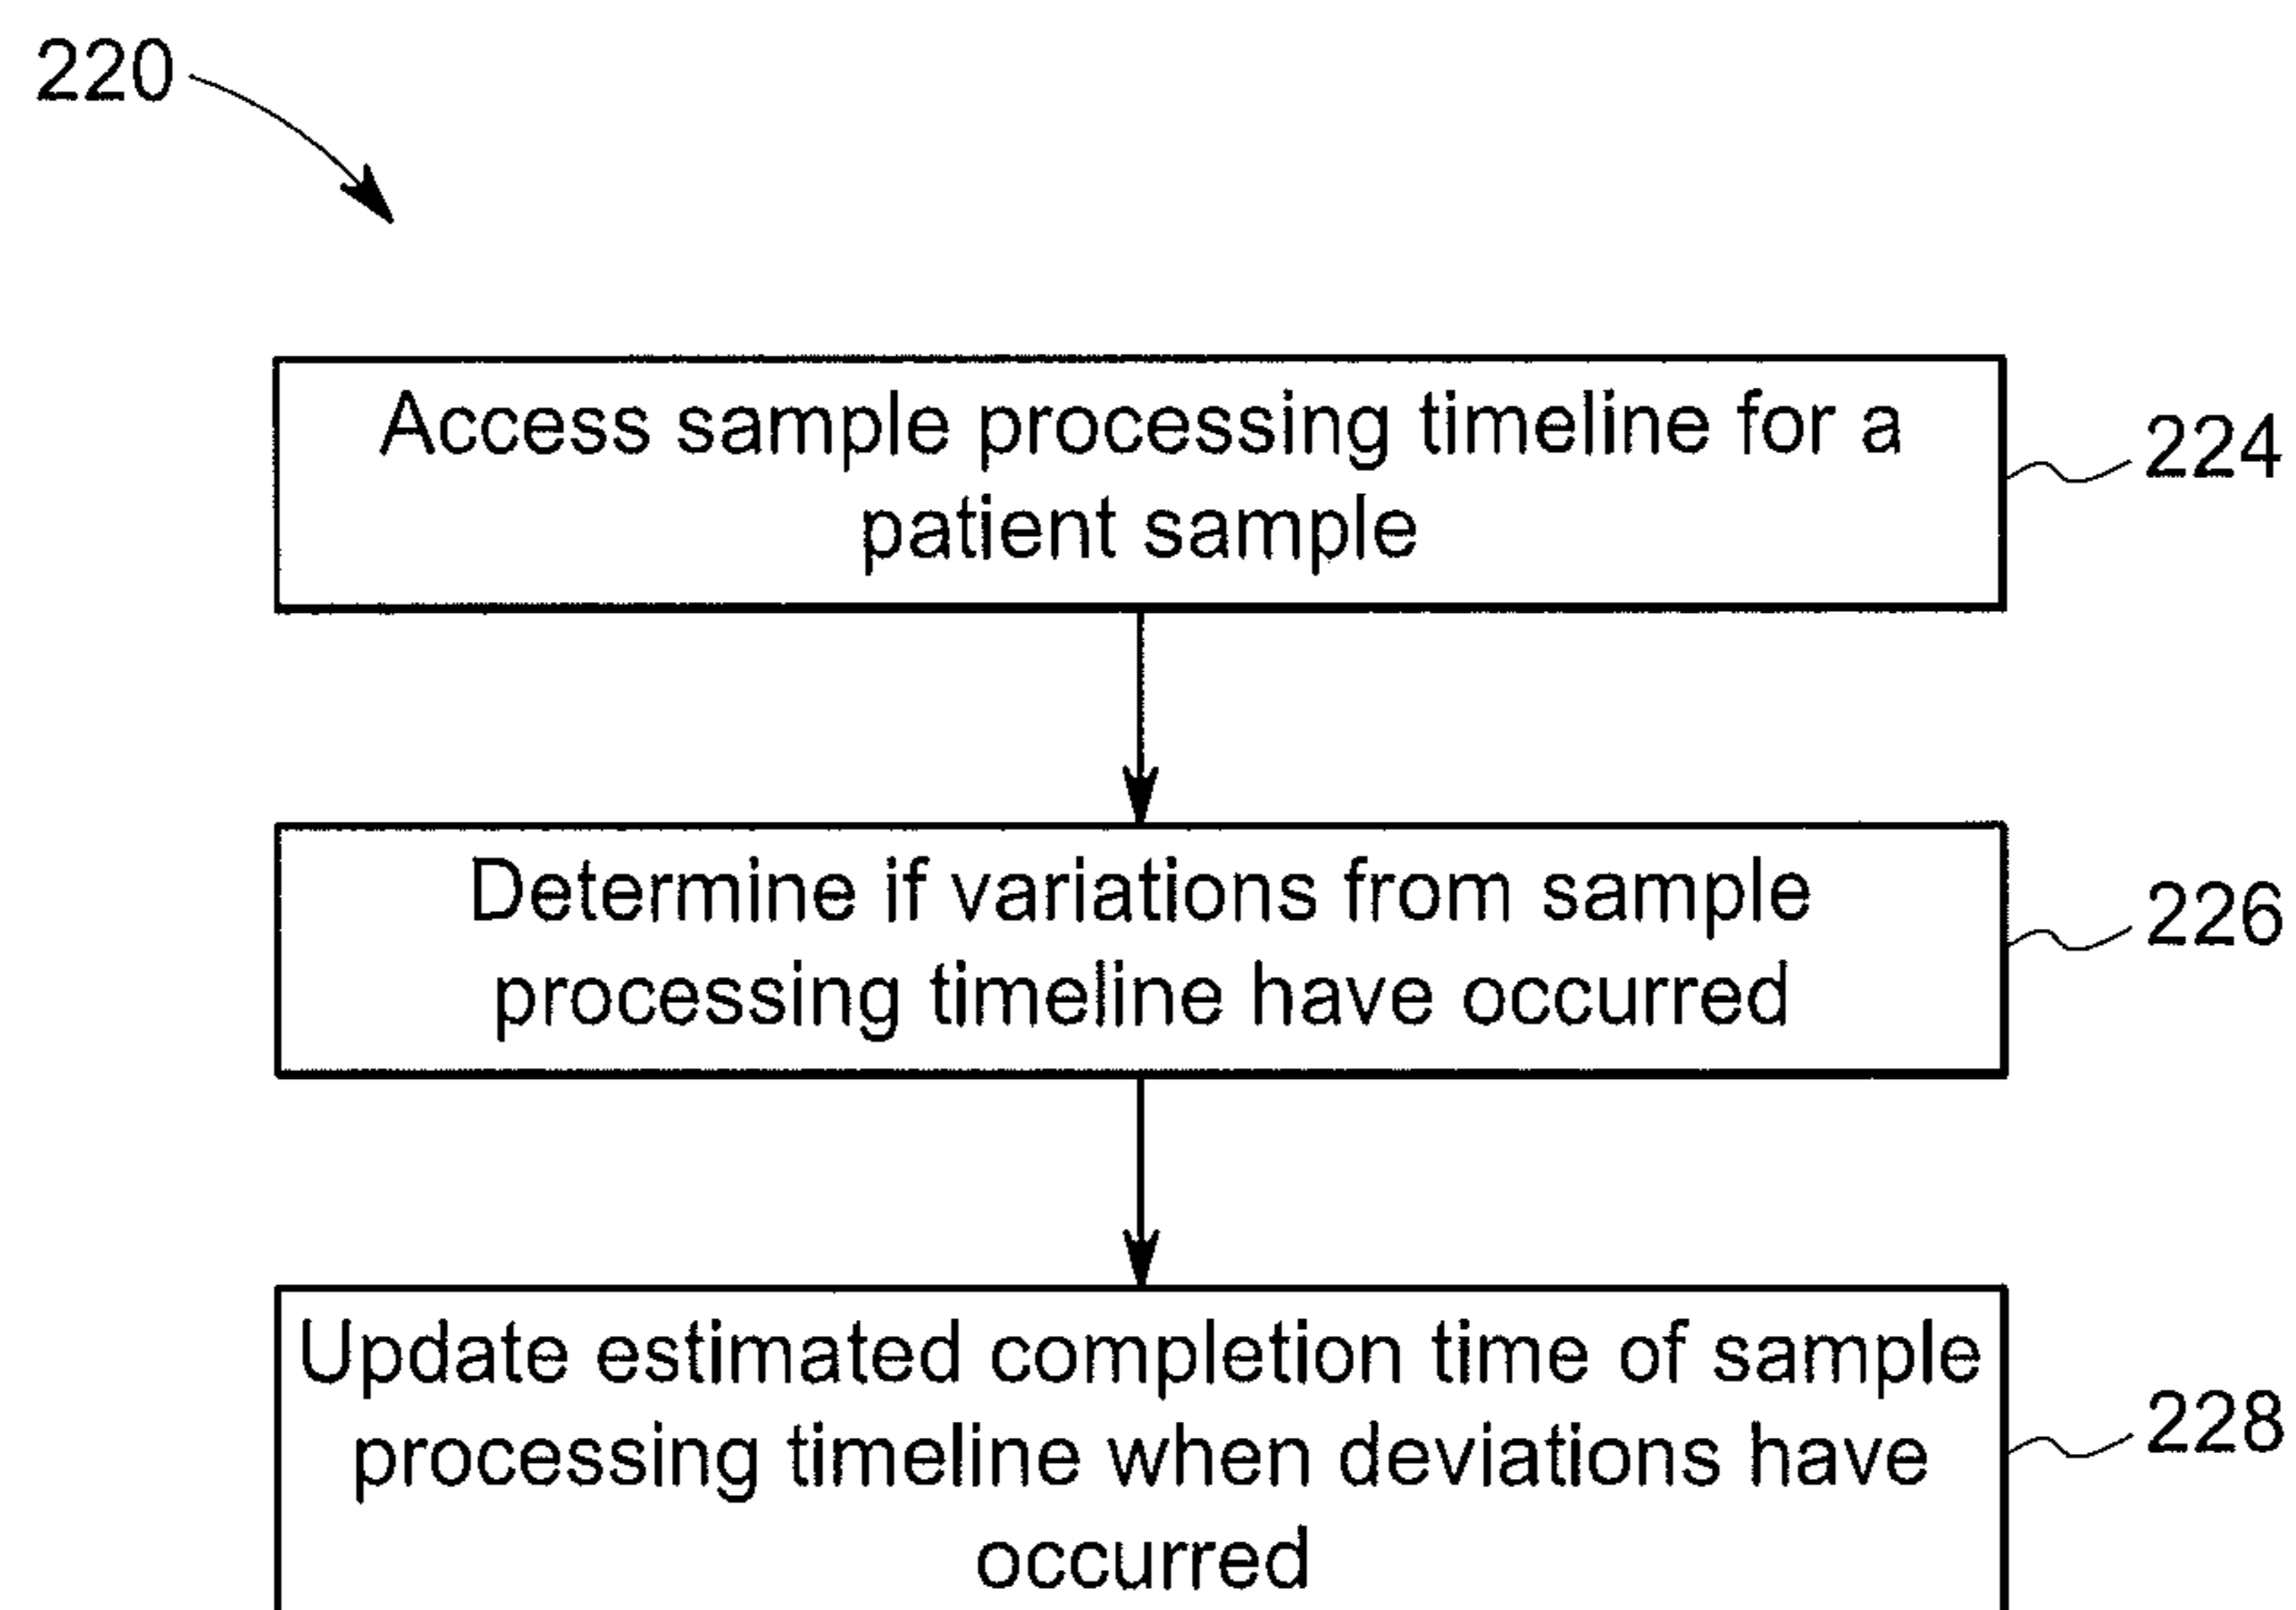 220
Access sample processing timeline for a
patient sample
224
Determine if variations from sample
processing timeline have occurred
226
Update estimated completion time of sample
processing timeline when deviations have
occurred
228